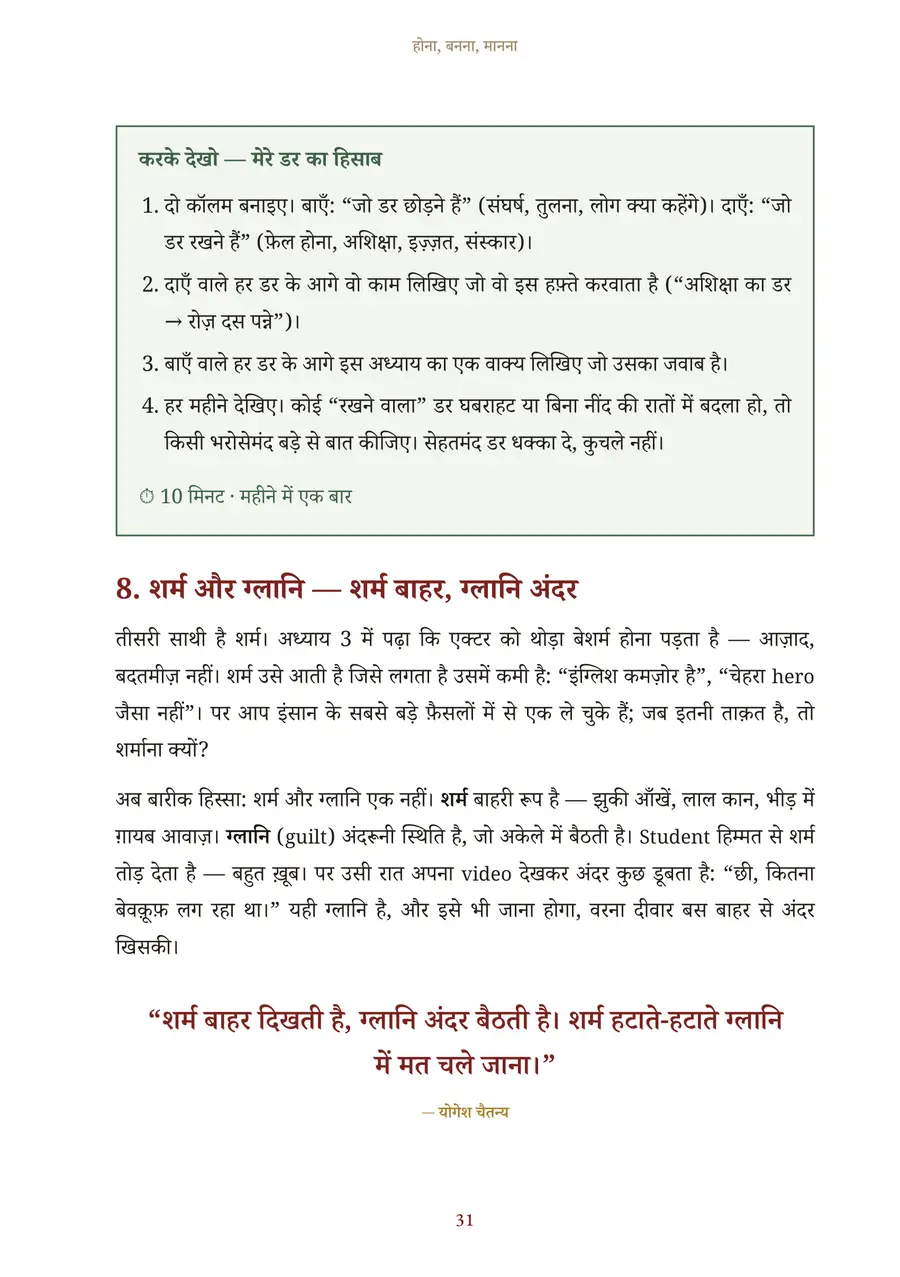 होना, बनना, मानना
करके देखो — मेरे डर का हिसाब
1. दो कॉलम बनाइए। बाएँ: “जो डर छोड़ने हैं” (संघर्ष, तुलना, लोग क्या कहेंगे)। दाएँ: “जो
डर रखने हैं” (फ़ेल होना, अशिक्षा, इज़्ज़त, संस्कार)।
2. दाएँ वाले हर डर के आगे वो काम लिखिए जो वो इस हफ़्ते करवाता है (“अशिक्षा का डर
→ रोज़ दस पन्ने”)।
3. बाएँ वाले हर डर के आगे इस अध्याय का एक वाक्य लिखिए जो उसका जवाब है।
4. हर महीने देखिए। कोई “रखने वाला” डर घबराहट या बिना नींद की रातों में बदला हो, तो
किसी भरोसेमंद बड़े से बात कीजिए। सेहतमंद डर धक्का दे, कुचले नहीं।
⏱ 10 मिनट · महीने में एक बार
8. शर्म और ग्लानि — शर्म बाहर, ग्लानि अंदर
तीसरी साथी है शर्म। अध्याय 3 में पढ़ा कि एक्टर को थोड़ा बेशर्म होना पड़ता है — आज़ाद,
बदतमीज़ नहीं। शर्म उसे आती है जिसे लगता है उसमें कमी है: “इंग्लिश कमज़ोर है”, “चेहरा hero
जैसा नहीं”। पर आप इंसान के सबसे बड़े फ़ैसलों में से एक ले चुके हैं; जब इतनी ताक़त है, तो
शर्माना क्यों?
अब बारीक हिस्सा: शर्म और ग्लानि एक नहीं। शर्म बाहरी रूप है — झुकी आँखें, लाल कान, भीड़ में
ग़ायब आवाज़। ग्लानि (guilt) अंदरूनी स्थिति है, जो अकेले में बैठती है। Student हिम्मत से शर्म
तोड़ देता है — बहुत ख़ूब। पर उसी रात अपना video देखकर अंदर कुछ डूबता है: “छी, कितना
बेवक़ूफ़ लग रहा था।” यही ग्लानि है, और इसे भी जाना होगा, वरना दीवार बस बाहर से अंदर
खिसकी।
“शर्म बाहर दिखती है, ग्लानि अंदर बैठती है। शर्म हटाते-हटाते ग्लानि
में मत चले जाना।”
— योगेश चैतन्य
31